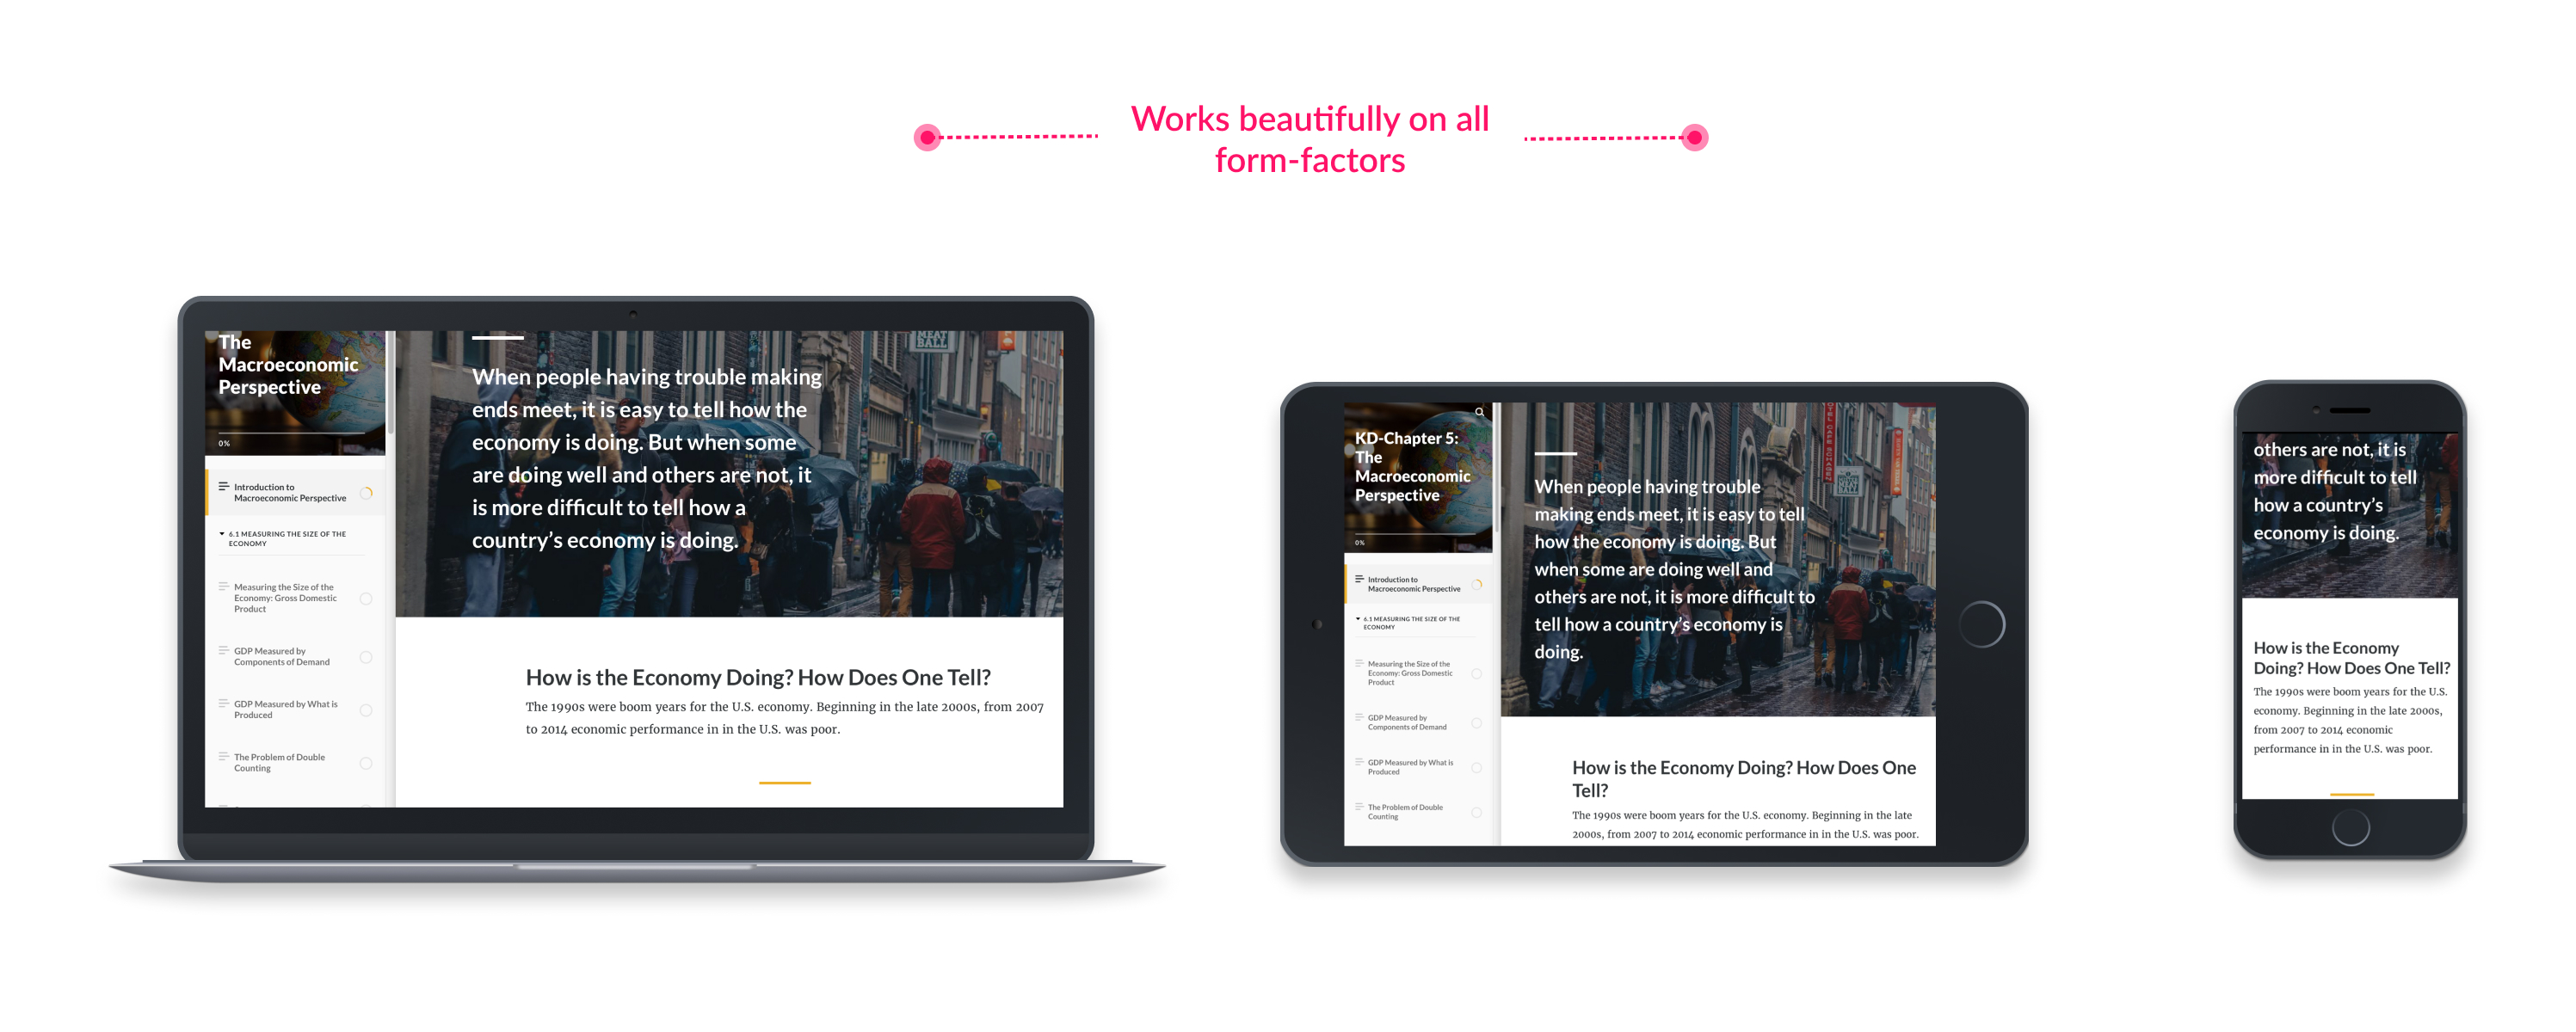 Works beautifully on all
form-factors
The
Macroeconomic
Perspective
0%
Introduction to
Macroeconomic Perspective
6.1 MEASURING THE SIZE OF THE
ECONOMY
Measuring the Size of the
Economy: Gross Domestic
Product
GDP Measured by
Components of Demand
GDP Measured by What is
Produced
The Problem of Double
Counting
MEAT
BALL
When people having trouble making
ends meet, it is easy to tell how the
economy is doing. But when some
are doing well and others are not, it
is more difficult to tell how a
country’s economy is doing.
How is the Economy Doing? How Does One Tell?
The 1990s were boom years for the U.S. economy. Beginning in the late 2000s, from 2007
to 2014 economic performance in in the U.S. was poor.
KD-Chapter 5:
The
Macroeconomic
Perspective
0%
Introduction to
Macroeconomic Perspective
6.1 MEASURING THE SIZE OF THE
ECONOMY
Measuring the Size of the
Economy: Gross Domestic
Product
GDP Measured by
Components of Demand
GDP Measured by What is
Produced
The Problem of Double
Counting
MEAT
BALL
When people having trouble
making ends meet, it is easy to tell
how the economy is doing. But
when some are doing well and
others are not, it is more difficult to
tell how a country’s economy is
doing.
How is the Economy Doing? How Does One
Tell?
The 1990s were boom years for the U.S. economy. Beginning in the late
2000s, from 2007 to 2014 economic performance in in the U.S. was poor.
others are not, it is
more difficult to tell
how a country’s
economy is doing.
How is the Economy
Doing? How Does One Tell?
The 1990s were boom years for the U.S.
economy. Beginning in the late 2000s,
from 2007 to 2014 economic
performance in in the U.S. was poor.